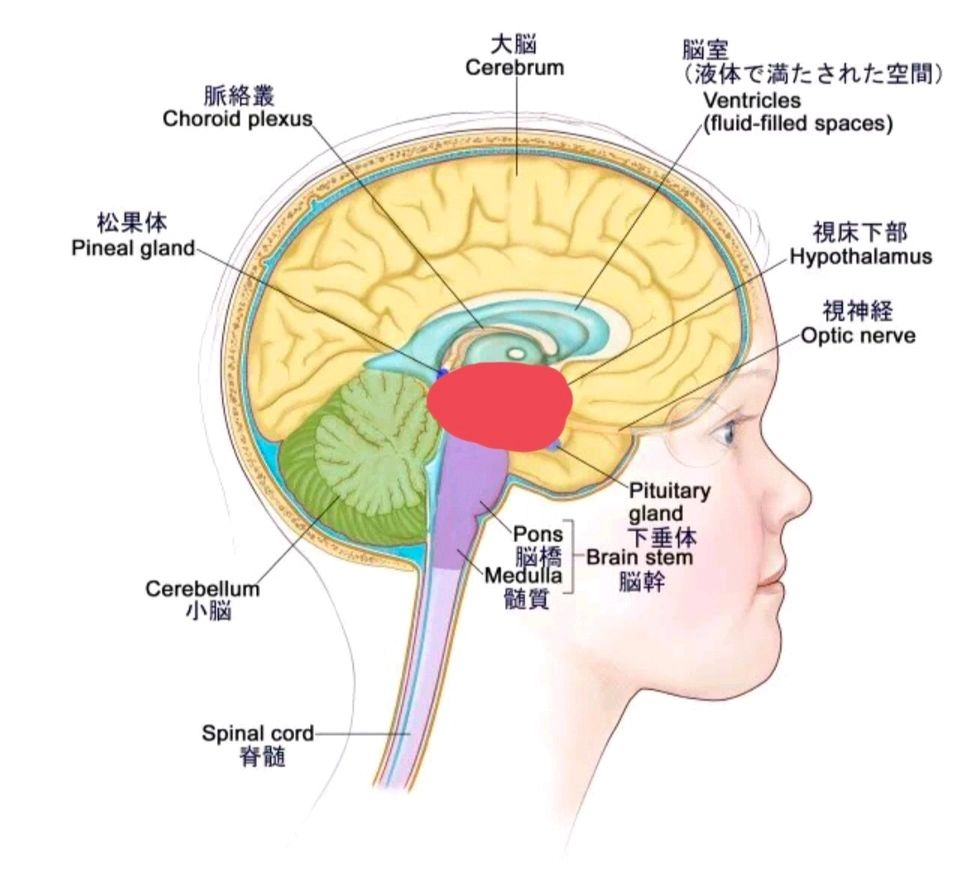 大脳
Cerebrum
脳室
（液体で満たされた空間）
Ventricles
(fluid-filled spaces)
脈絡叢
Choroid plexus
松果体
Pineal gland
視床下部
Hypothalamus
視神経
Optic nerve
Pituitary
gland
下垂体
Pons
脳橋
Medulla
髄質
Brain stem
脳幹
Cerebellum
小脳
Spinal cord
脊髄